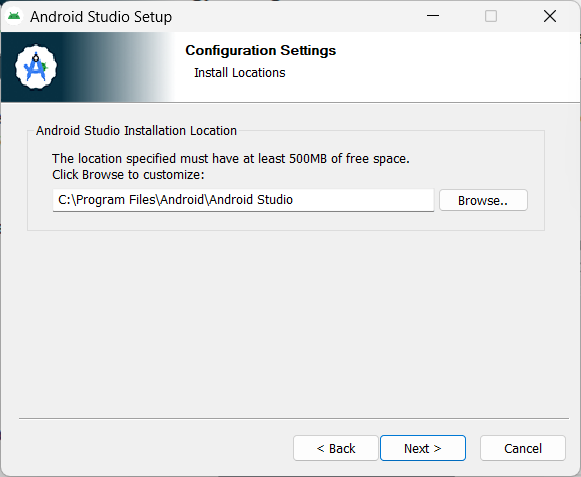 Android Studio Setup
Configuration Settings
Install Locations
Android Studio Installation Location
The location specified must have at least 500MB of free space.
Click Browse to customize:
C:\Program Files\Android\Android Studio
Browse..
< Back
Next >
Cancel